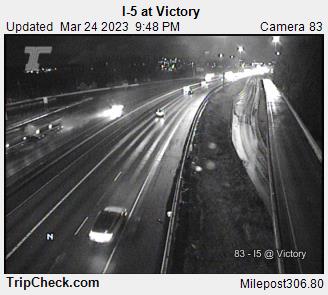 I-5 at Victory
Updated Mar 24 2023 9:48 PM Camera 83
N
83 - I5 @ Victory
TripCheck.com Milepost306.80